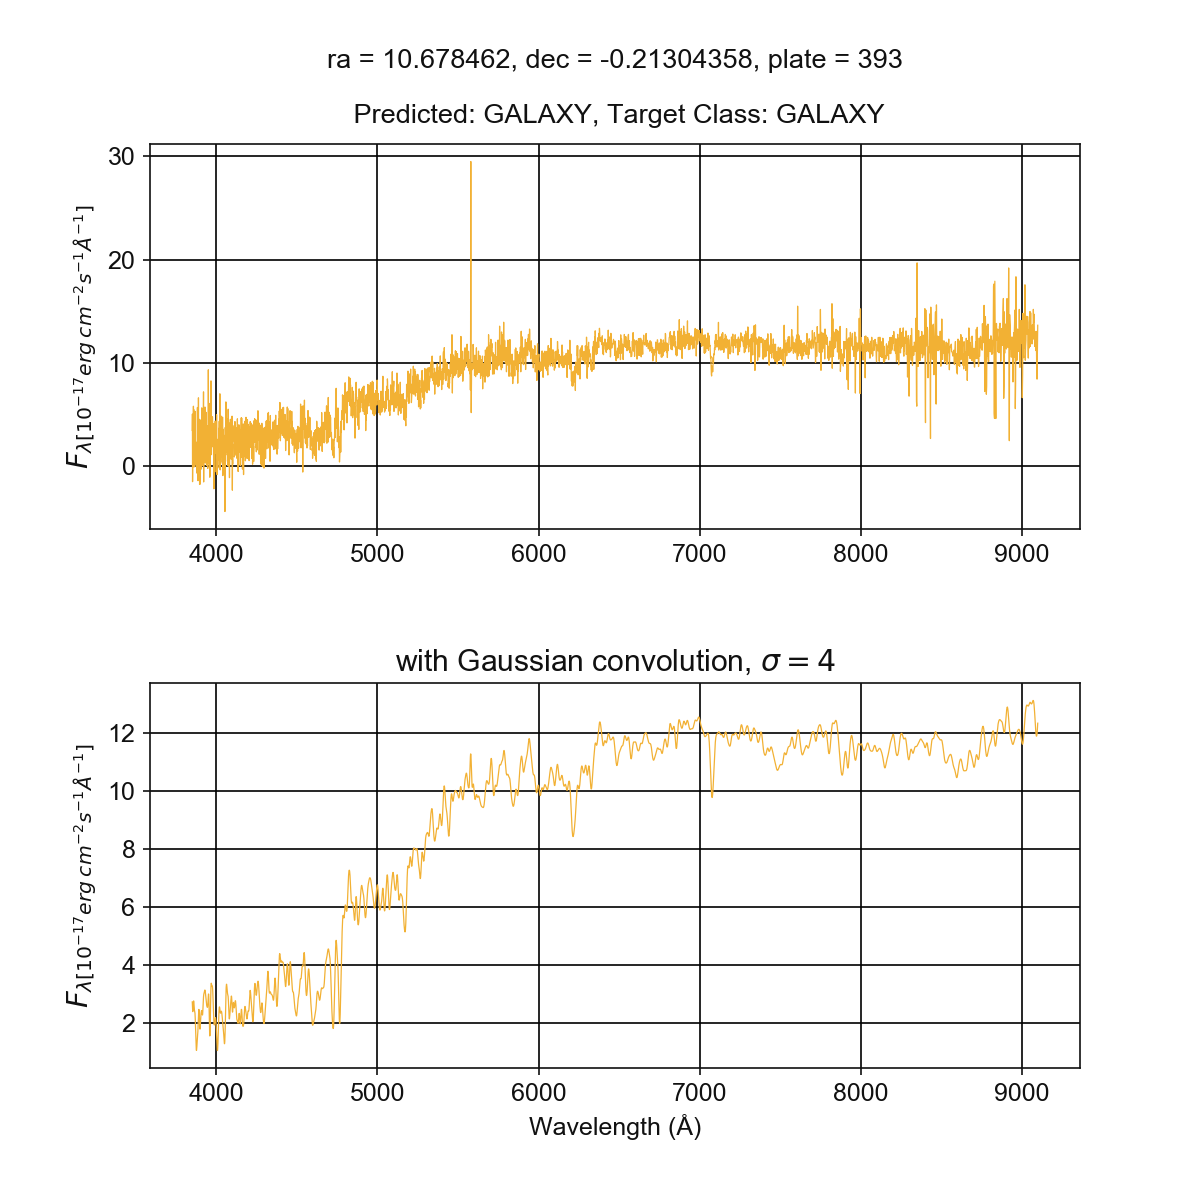 ra = 10.678462, dec = -0.21304358, plate = 393
Predicted: GALAXY, Target Class: GALAXY
30
20
10
0
F_{λ[10^{−17} erg cm^{−2} s^{−1} Å^{−1}]}
4000 5000 6000 7000 8000 9000
with Gaussian convolution, σ = 4
12
10
8
6
4
2
F_{λ[10^{−17} erg cm^{−2} s^{−1} Å^{−1}]}
4000 5000 6000 7000 8000 9000
Wavelength (Å)